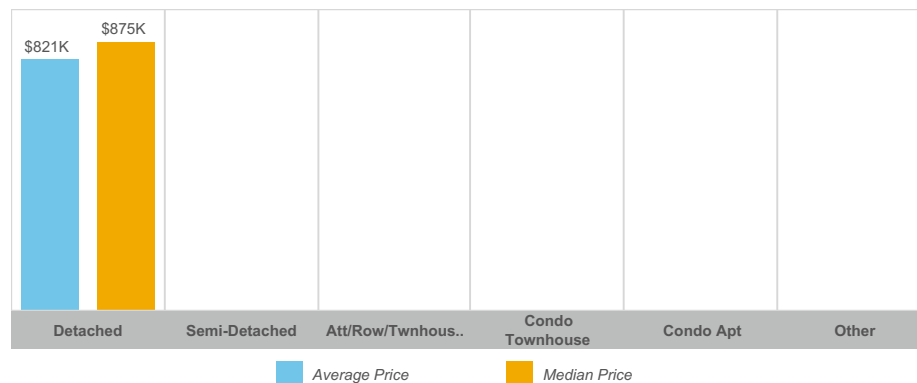 $821K
$875K
Detached
Semi-Detached
Att/Row/Twnhous..
Condo
Townhouse
Condo Apt
Other
Average Price
Median Price